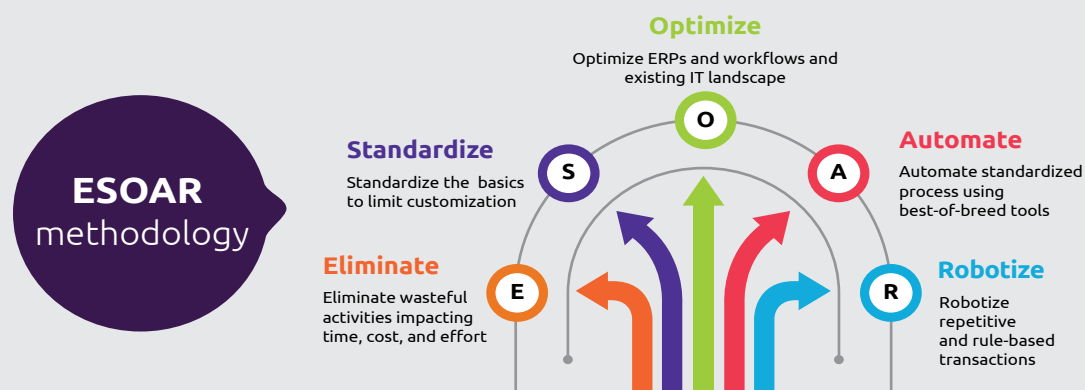 ESOAR
methodology
E
Eliminate
Eliminate wasteful
activities impacting
time, cost, and effort
S
Standardize
Standardize the basics
to limit customization
O
Optimize
Optimize ERPs and workflows and
existing IT landscape
A
Automate
Automate standardized
process using
best-of-breed tools
R
Robotize
Robotize
repetitive
and rule-based
transactions